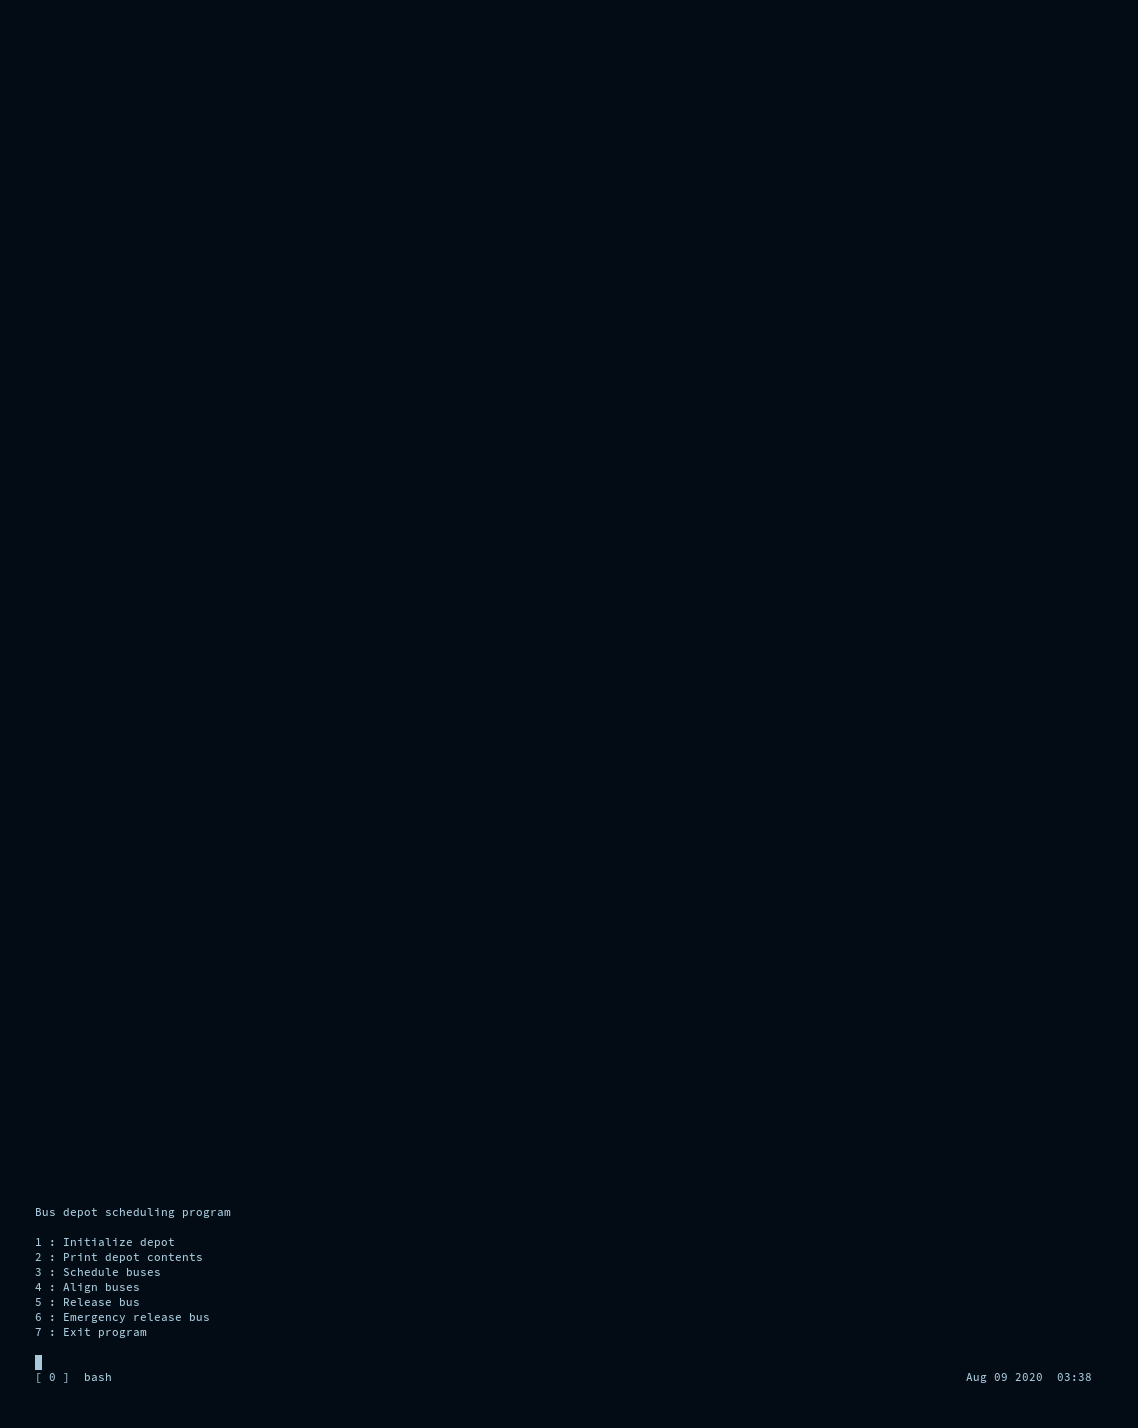 Bus depot scheduling program
1 : Initialize depot
2 : Print depot contents
3 : Schedule buses
4 : Align buses
5 : Release bus
6 : Emergency release bus
7 : Exit program
[ 0 ]  bash Aug 09 2020  03:38